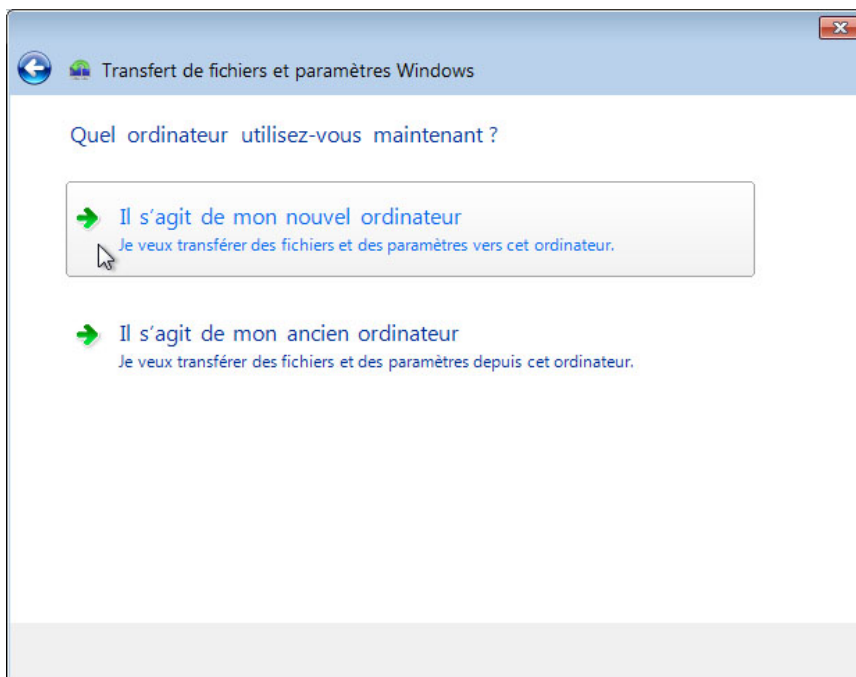 Transfert de fichiers et paramètres Windows
Quel ordinateur utilisez-vous maintenant ?
Il s’agit de mon nouvel ordinateur
Je veux transférer des fichiers et des paramètres vers cet ordinateur.
Il s’agit de mon ancien ordinateur
Je veux transférer des fichiers et des paramètres depuis cet ordinateur.